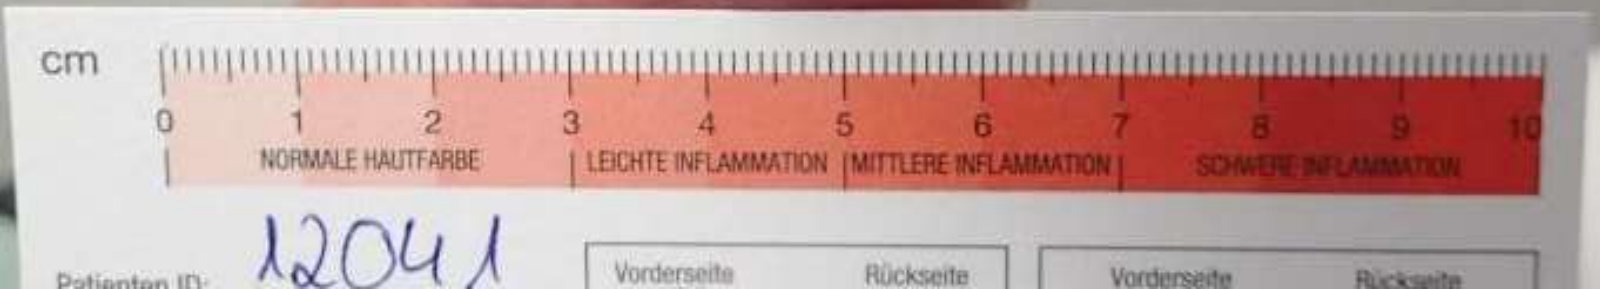 cm
0 1 2 3 4 5 6 7 8 9 10
NORMALE HAUTFARBE LEICHTE INFLAMMATION MITTLERE INFLAMMATION SCHWERE INFLAMMATION
Patienten ID: 12041 Vorderseite Rückseite Vorderseite Rückseite